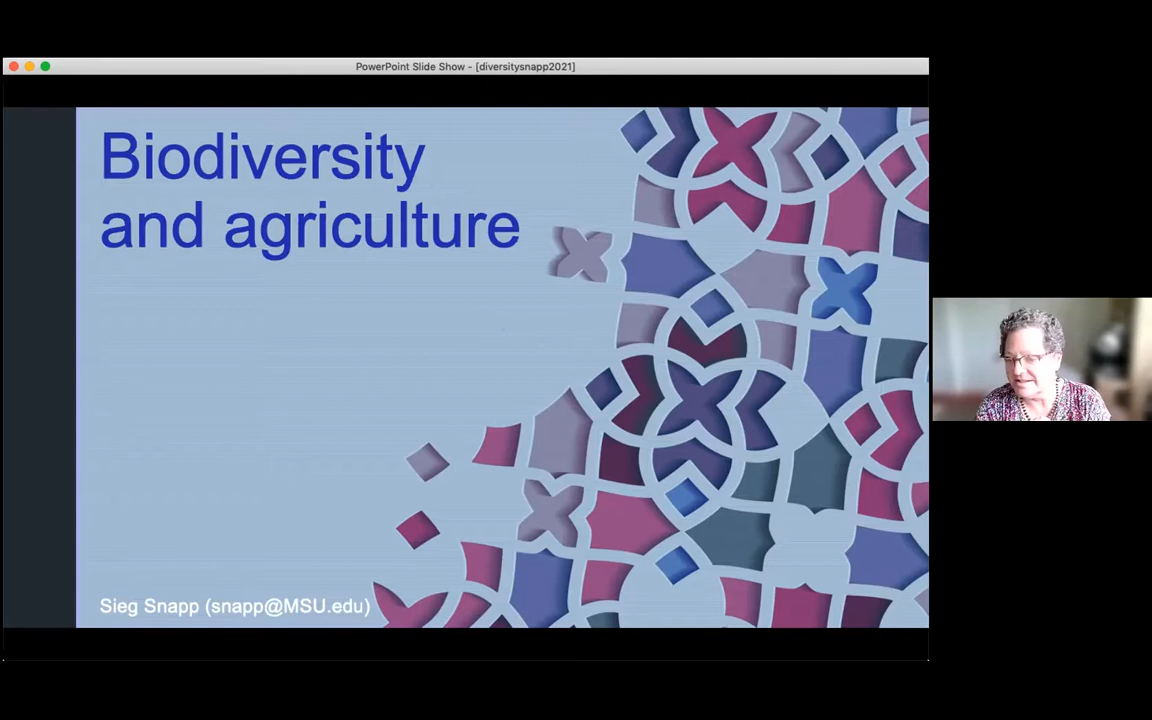 PowerPoint Slide Show - [diversitysnapp2021]
Biodiversity
and agriculture
Sieg Snapp (snapp@MSU.edu)